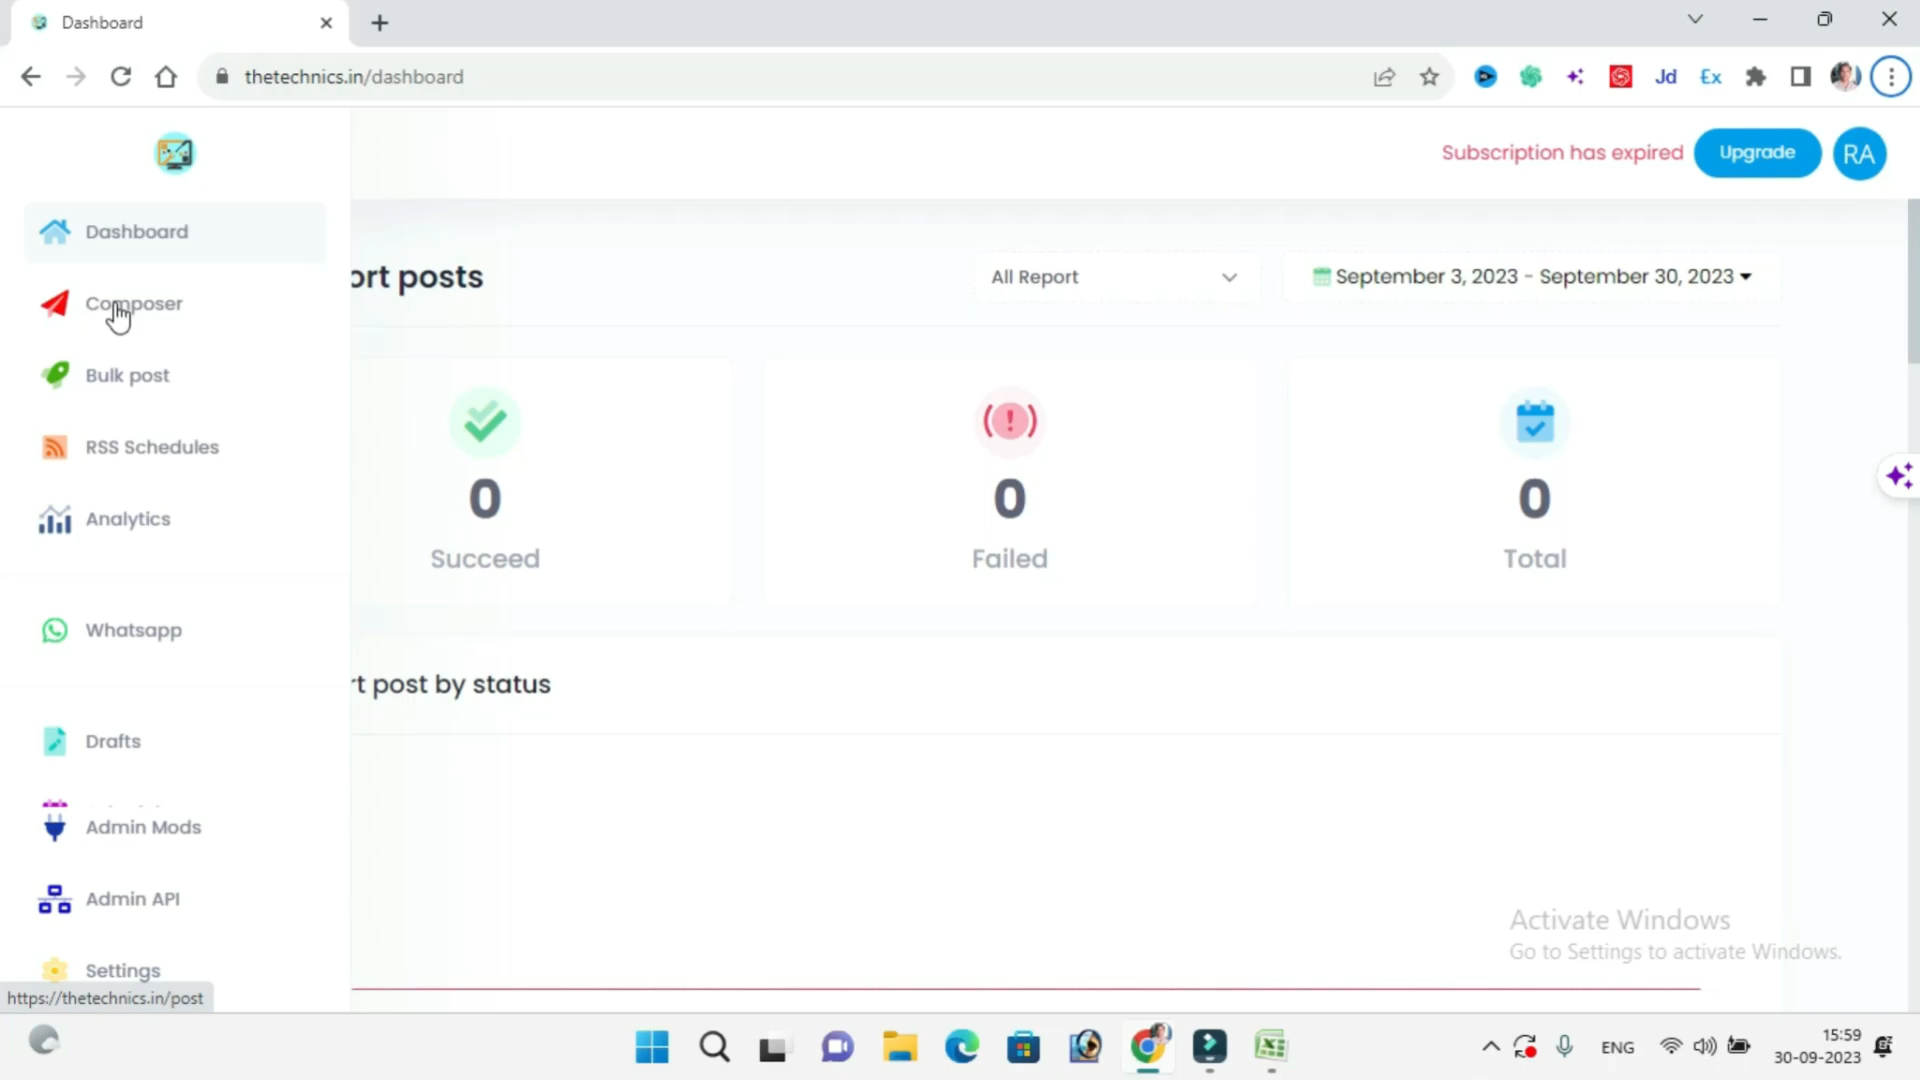 Dashboard
thetechnics.in/dashboard
Jd
Ex
Subscription has expired
Upgrade
RA
Dashboard
Composer
Bulk post
RSS Schedules
Analytics
Whatsapp
Drafts
Admin Mods
Admin API
Settings
https://thetechnics.in/post
ort posts
All Report
September 3, 2023 - September 30, 2023
0
Succeed
0
Failed
0
Total
rt post by status
Activate Windows
Go to Settings to activate Windows.
ENG
15:59
30-09-2023